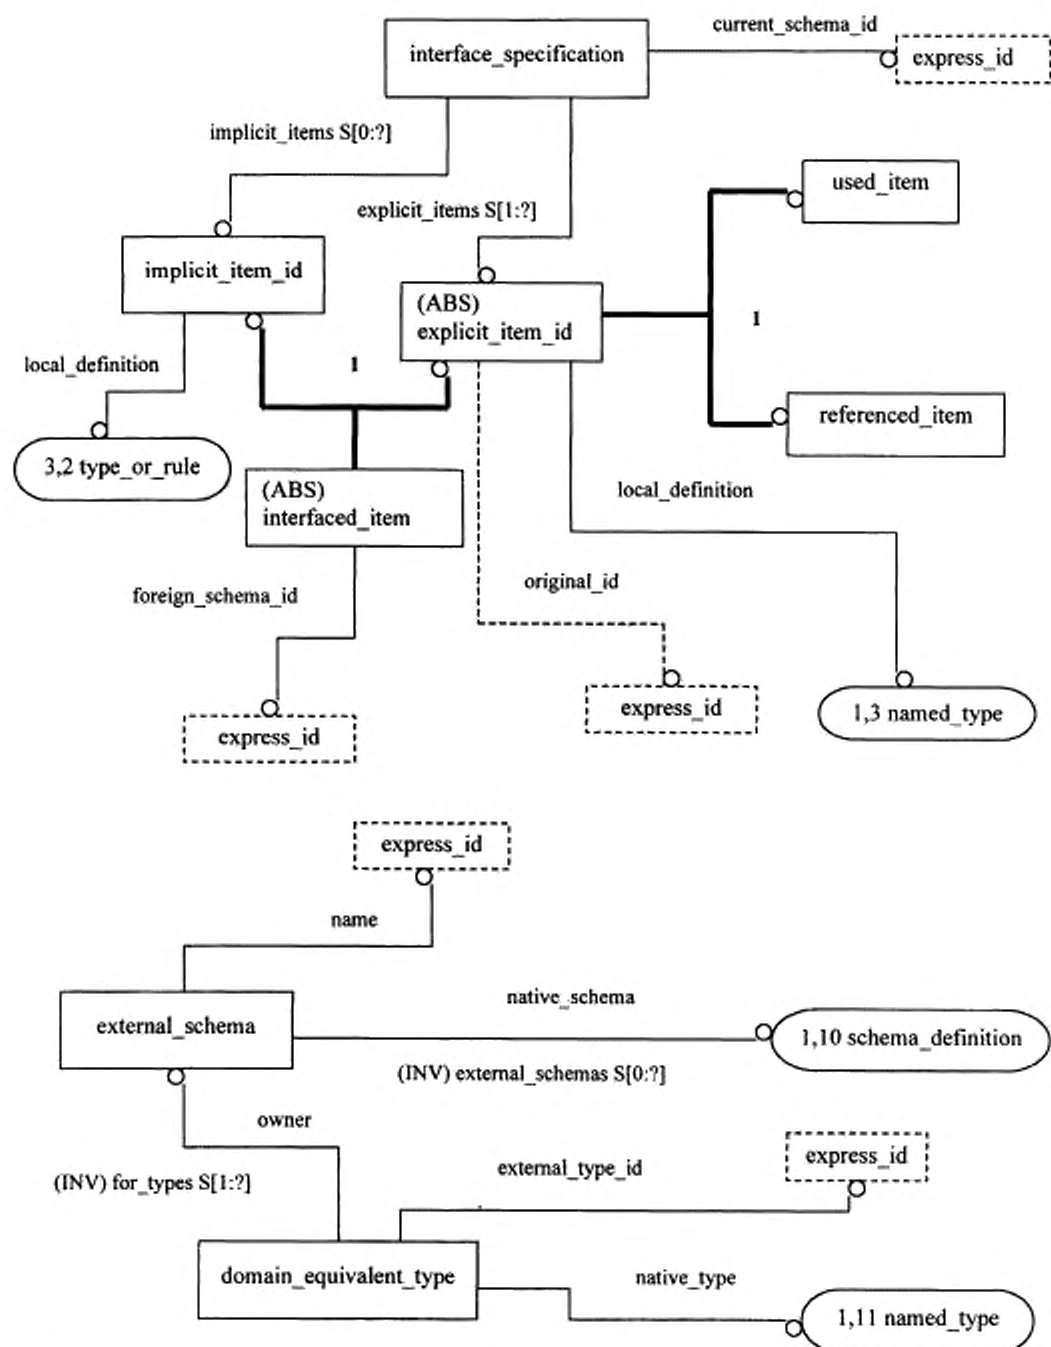 current_schema_id
interface_specification
express_id
implicit_items S[0:?]
used_item
explicit_items S[1:?]
implicit_item_id
(ABS)
explicit_item_id
1
local_definition
1
referenced_item
3,2 type_or_rule
(ABS)
interfaced_item
local_definition
original_id
foreign_schema_id
express_id
1,3 named_type
express_id
express_id
name
native_schema
external_schema
1,10 schema_definition
(INV) external_schemas S[0:?]
owner
express_id
external_type_id
(INV) for_types S[1:?]
domain_equivalent_type
native_type
1,11 named_type